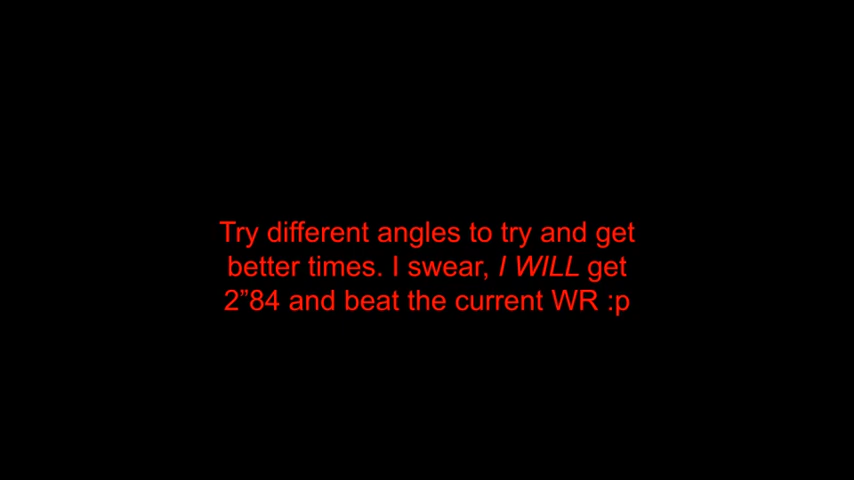 Try different angles to try and get
better times. I swear, I WILL get
2”84 and beat the current WR :p